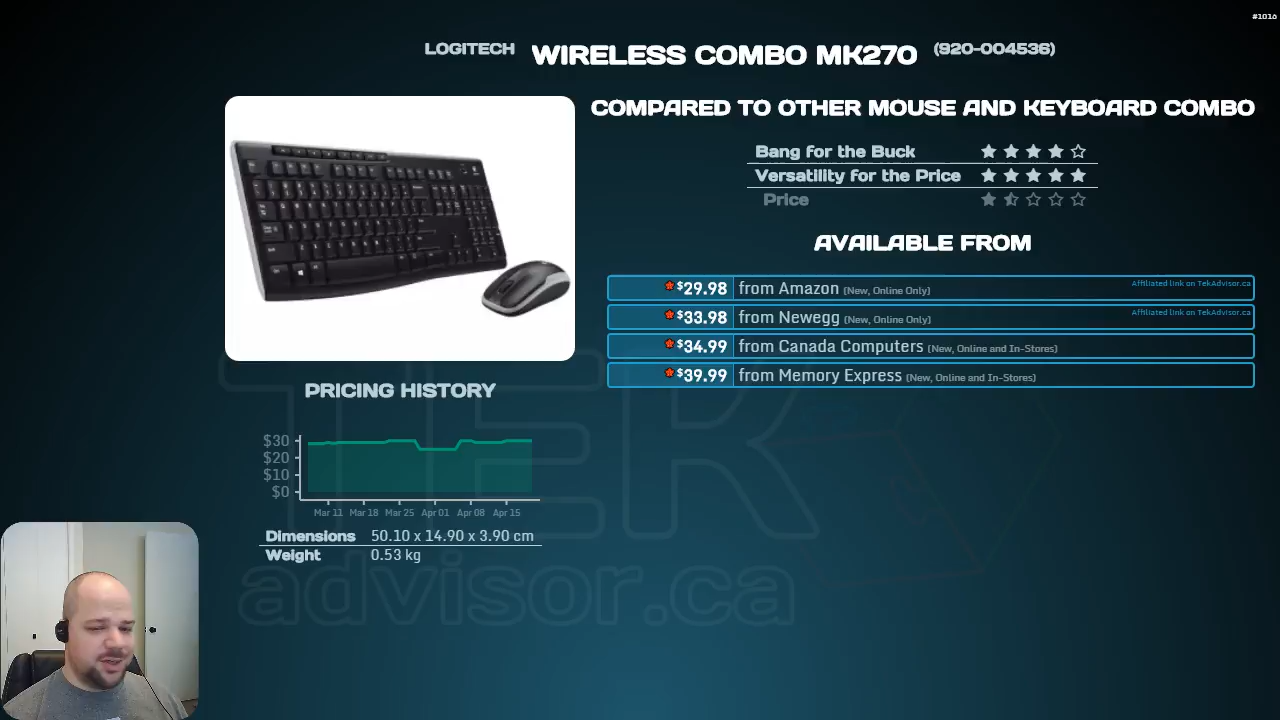 #1016
LOGITECH WIRELESS COMBO MK270 (920-004536)
COMPARED TO OTHER MOUSE AND KEYBOARD COMBO
Bang for the Buck
Versatility for the Price
Price
AVAILABLE FROM
$29.98 from Amazon (New, Online Only) Affiliated link on TekAdvisor.ca
$33.98 from Newegg (New, Online Only) Affiliated link on TekAdvisor.ca
$34.99 from Canada Computers (New, Online and In-Stores)
$39.99 from Memory Express (New, Online and In-Stores)
PRICING HISTORY
$30
$20
$10
$0
Mar 11 Mar 18 Mar 25 Apr 01 Apr 08 Apr 15
Dimensions 50.10 x 14.90 x 3.90 cm
Weight 0.53 kg
TEK
advisor.ca